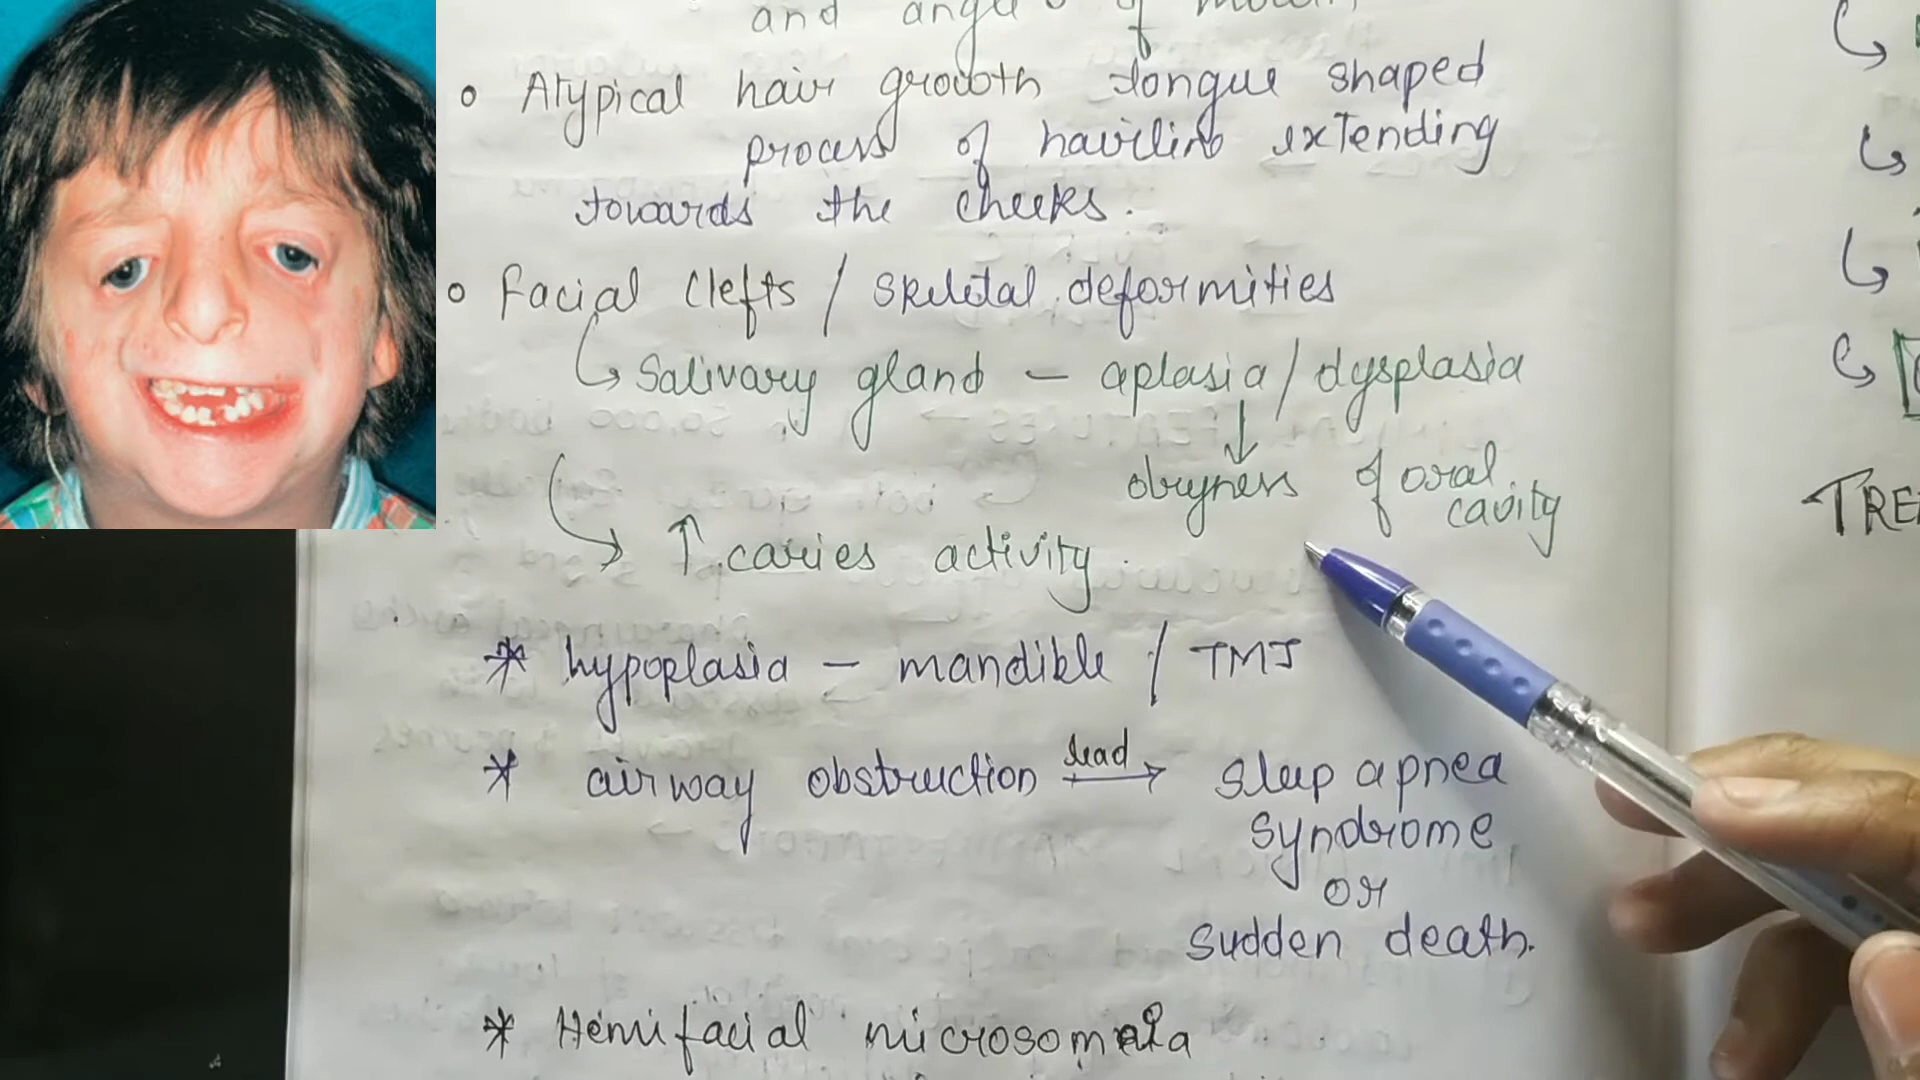 and angle of mouth
• Atypical hair growth tongue shaped
process of hairline extending
towards the cheeks.
• Facial Clefts / skeletal deformities
↳ Salivary gland – aplasia / dysplasia
↓
dryness of oral
cavity
→ ↑ caries activity.
* hypoplasia – mandible / TMJ
* airway obstruction lead → sleep apnea
syndrome
or
sudden death.
* Hemifacial microsomia
TRE